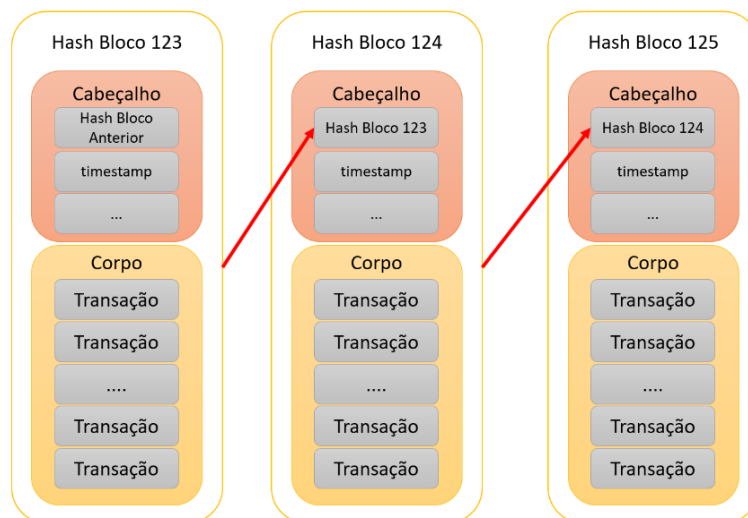 Hash Bloco 123
Cabeçalho
Hash Bloco
Anterior
timestamp
...
Corpo
Transação
Transação
....
Transação
Transação
Hash Bloco 124
Cabeçalho
Hash Bloco 123
timestamp
...
Corpo
Transação
Transação
....
Transação
Transação
Hash Bloco 125
Cabeçalho
Hash Bloco 124
timestamp
...
Corpo
Transação
Transação
....
Transação
Transação